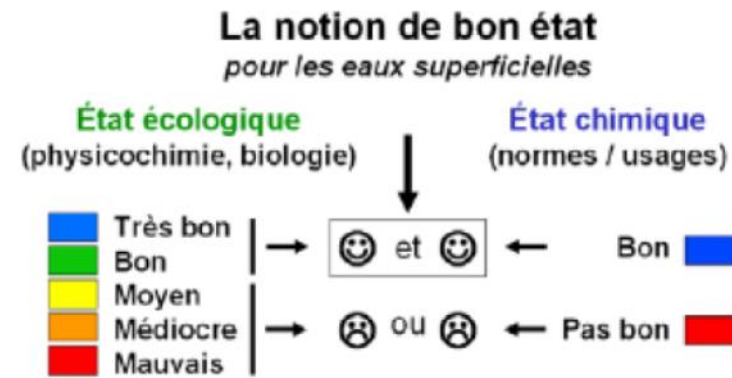 La notion de bon état
pour les eaux superficielles
État écologique
(physicochimie, biologie)
État chimique
(normes / usages)
Très bon
Bon
Moyen
Médiocre
Mauvais
et
ou
Bon
Pas bon